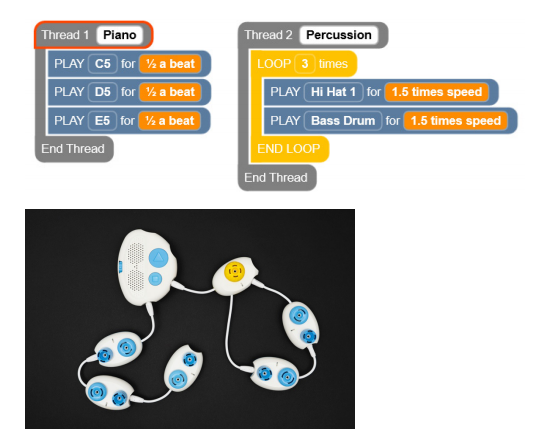 Thread 1 Piano
PLAY C5 for ½ a beat
PLAY D5 for ½ a beat
PLAY E5 for ½ a beat
End Thread
Thread 2 Percussion
LOOP 3 times
PLAY Hi Hat 1 for 1.5 times speed
PLAY Bass Drum for 1.5 times speed
END LOOP
End Thread